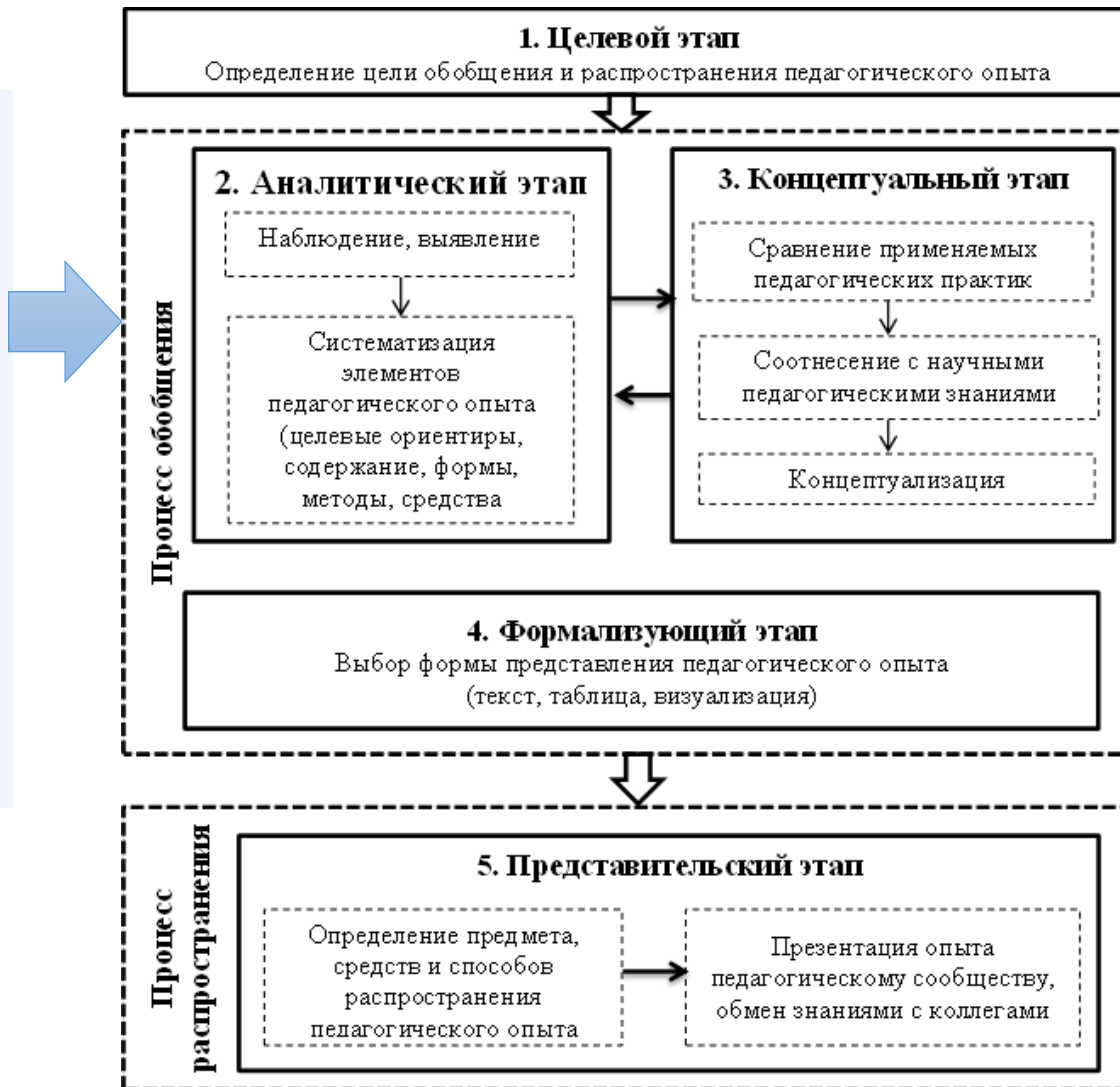 1. Целевой этап
Определение цели обобщения и распространения педагогического опыта
Процесс обобщения
2. Аналитический этап
Наблюдение, выявление
Систематизация
элементов
педагогического опыта
(целевые ориентиры,
содержание, формы,
методы, средства
3. Концептуальный этап
Сравнение применяемых
педагогических практик
Соотнесение с научными
педагогическими знаниями
Концептуализация
4. Формализующий этап
Выбор формы представления педагогического опыта
(текст, таблица, визуализация)
Процесс
распространения
5. Представительский этап
Определение предмета,
средств и способов
распространения
педагогического опыта
Презентация опыта
педагогическому сообществу,
обмен знаниями с коллегами